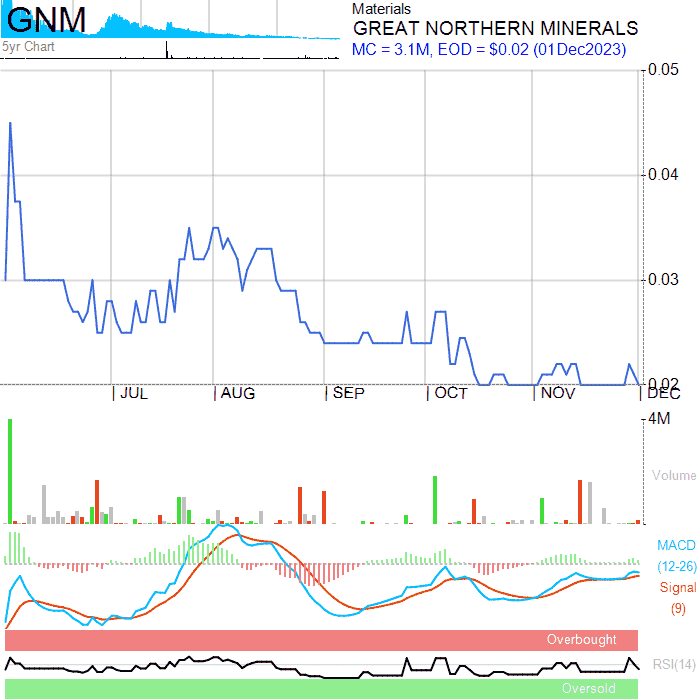 GNM
5yr Chart
Materials
GREAT NORTHERN MINERALS
MC = 3.1M, EOD = $0.02 (01Dec2023)
0.05
0.04
0.03
0.02
JUL AUG SEP OCT NOV DEC
4M
Volume
MACD
(12-26)
Signal
(9)
Overbought
RSI(14)
Oversold